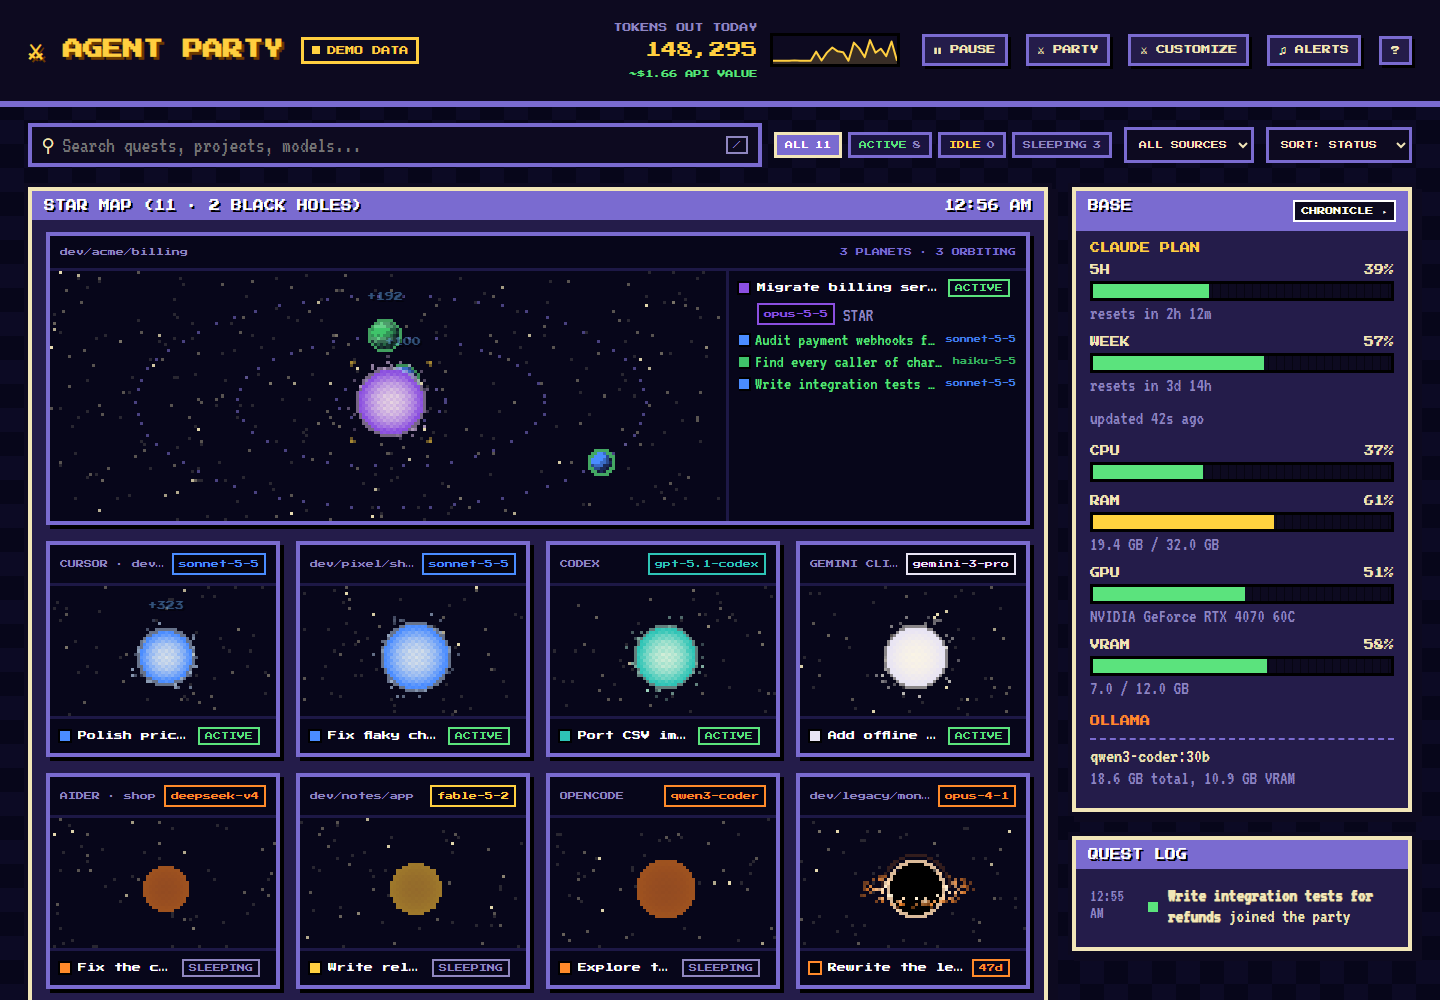 AGENT PARTY
DEMO DATA
TOKENS OUT TODAY
148,295
~$1.66 API VALUE
PAUSE
PARTY
CUSTOMIZE
ALERTS
?
Search quests, projects, models...
/
ALL 11
ACTIVE 8
IDLE 0
SLEEPING 3
ALL SOURCES
SORT: STATUS
STAR MAP (11 · 2 BLACK HOLES)
12:56 AM
dev/acme/billing
3 PLANETS · 3 ORBITING
+192
Migrate billing ser…
ACTIVE
opus-5-5
STAR
Audit payment webhooks f…
sonnet-5-5
Find every caller of char…
haiku-5-5
Write integration tests …
sonnet-5-5
CURSOR · dev…
sonnet-5-5
+323
Polish pric…
ACTIVE
dev/pixel/sh…
sonnet-5-5
Fix flaky ch…
ACTIVE
CODEX
gpt-5.1-codex
Port CSV im…
ACTIVE
GEMINI CLI…
gemini-3-pro
Add offline …
ACTIVE
AIDER · shop
deepseek-v4
Fix the c…
SLEEPING
dev/notes/app
fable-5-2
Write rel…
SLEEPING
OPENCODE
qwen3-coder
Explore t…
SLEEPING
dev/legacy/mon…
opus-4-1
Rewrite the le…
47d
BASE
CHRONICLE
CLAUDE PLAN
5H
39%
resets in 2h 12m
WEEK
57%
resets in 3d 14h
updated 42s ago
CPU
37%
RAM
61%
19.4 GB / 32.0 GB
GPU
51%
NVIDIA GeForce RTX 4070 60C
VRAM
58%
7.0 / 12.0 GB
OLLAMA
qwen3-coder:30b
18.6 GB total, 10.9 GB VRAM
QUEST LOG
12:55 AM
Write integration tests for
refunds joined the party